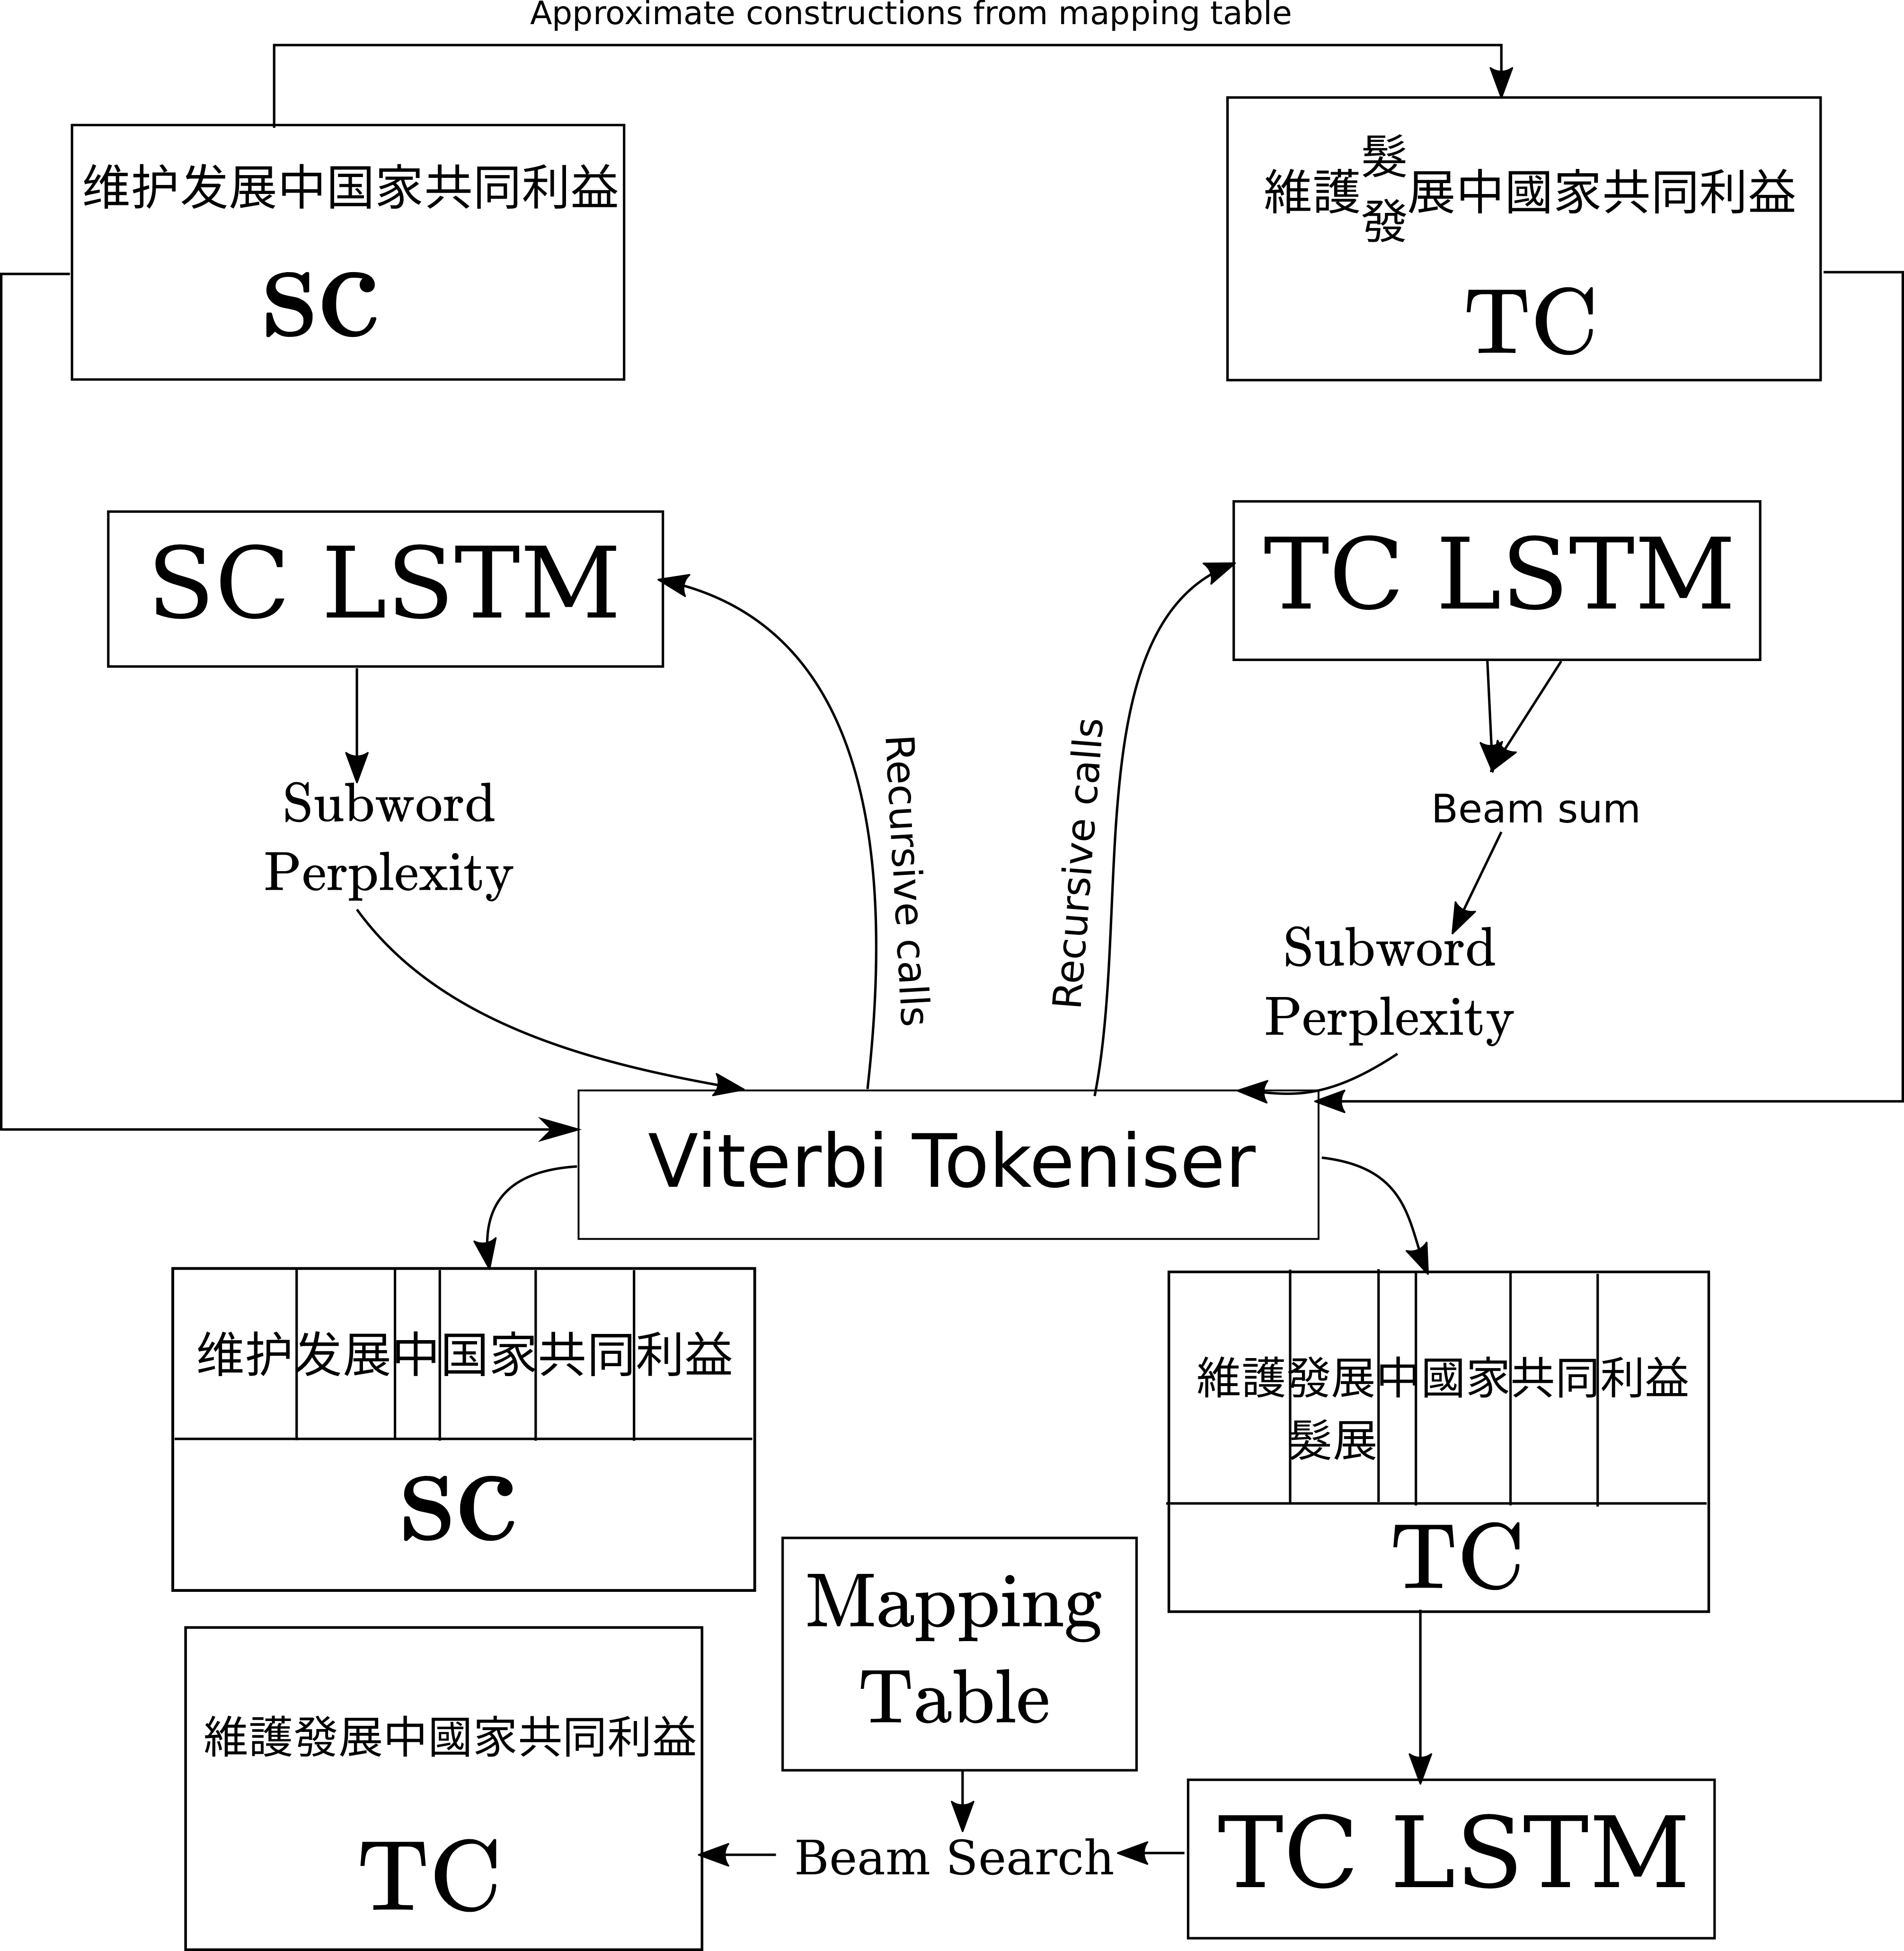 Approximate constructions from mapping table
维护发展中国家共同利益
SC
髮
維護發展中國家共同利益
TC
SC LSTM
TC LSTM
Subword
Perplexity
Recursive calls
Recursive calls
Beam sum
Subword
Perplexity
Viterbi Tokeniser
维护发展中国家共同利益
SC
維護發展中國家共同利益
髮展
TC
Mapping
Table
維護發展中國家共同利益
TC
Beam Search
TC LSTM